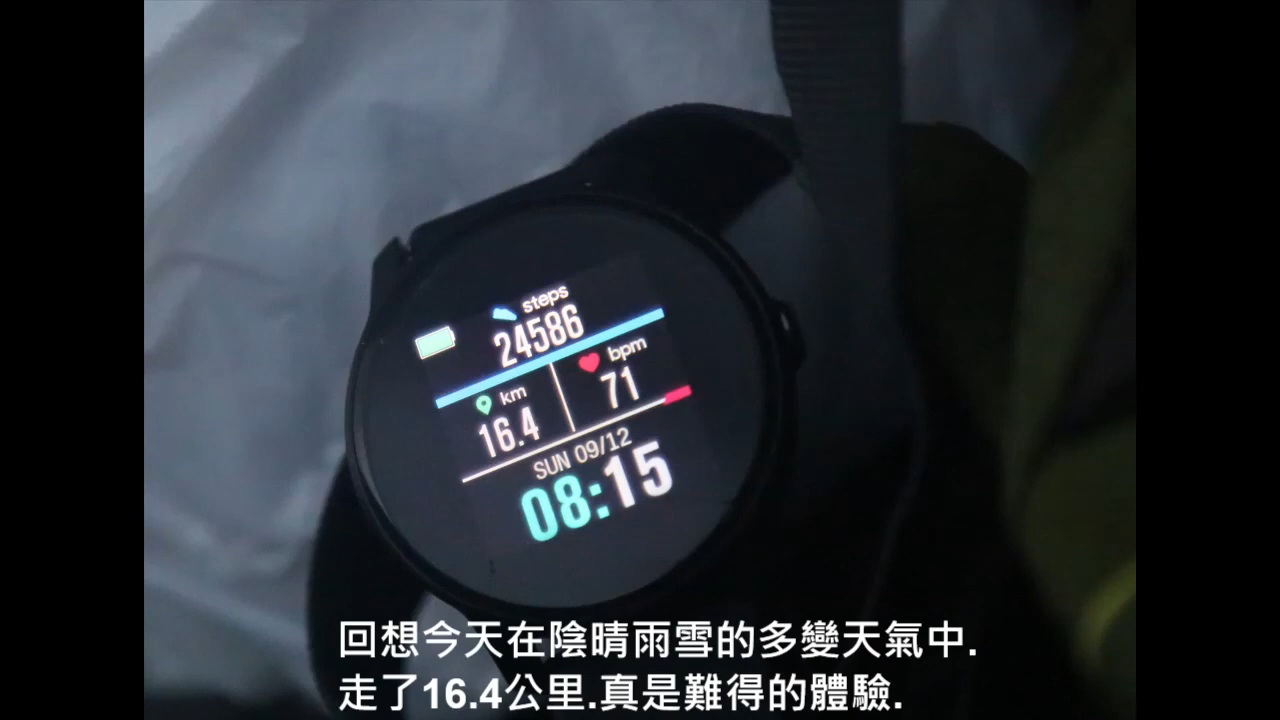 steps
24586
km
bpm
16.4
71
SUN 09/12
08:15
回想今天在陰晴雨雪的多變天氣中.
走了16.4公里.真是難得的體驗.